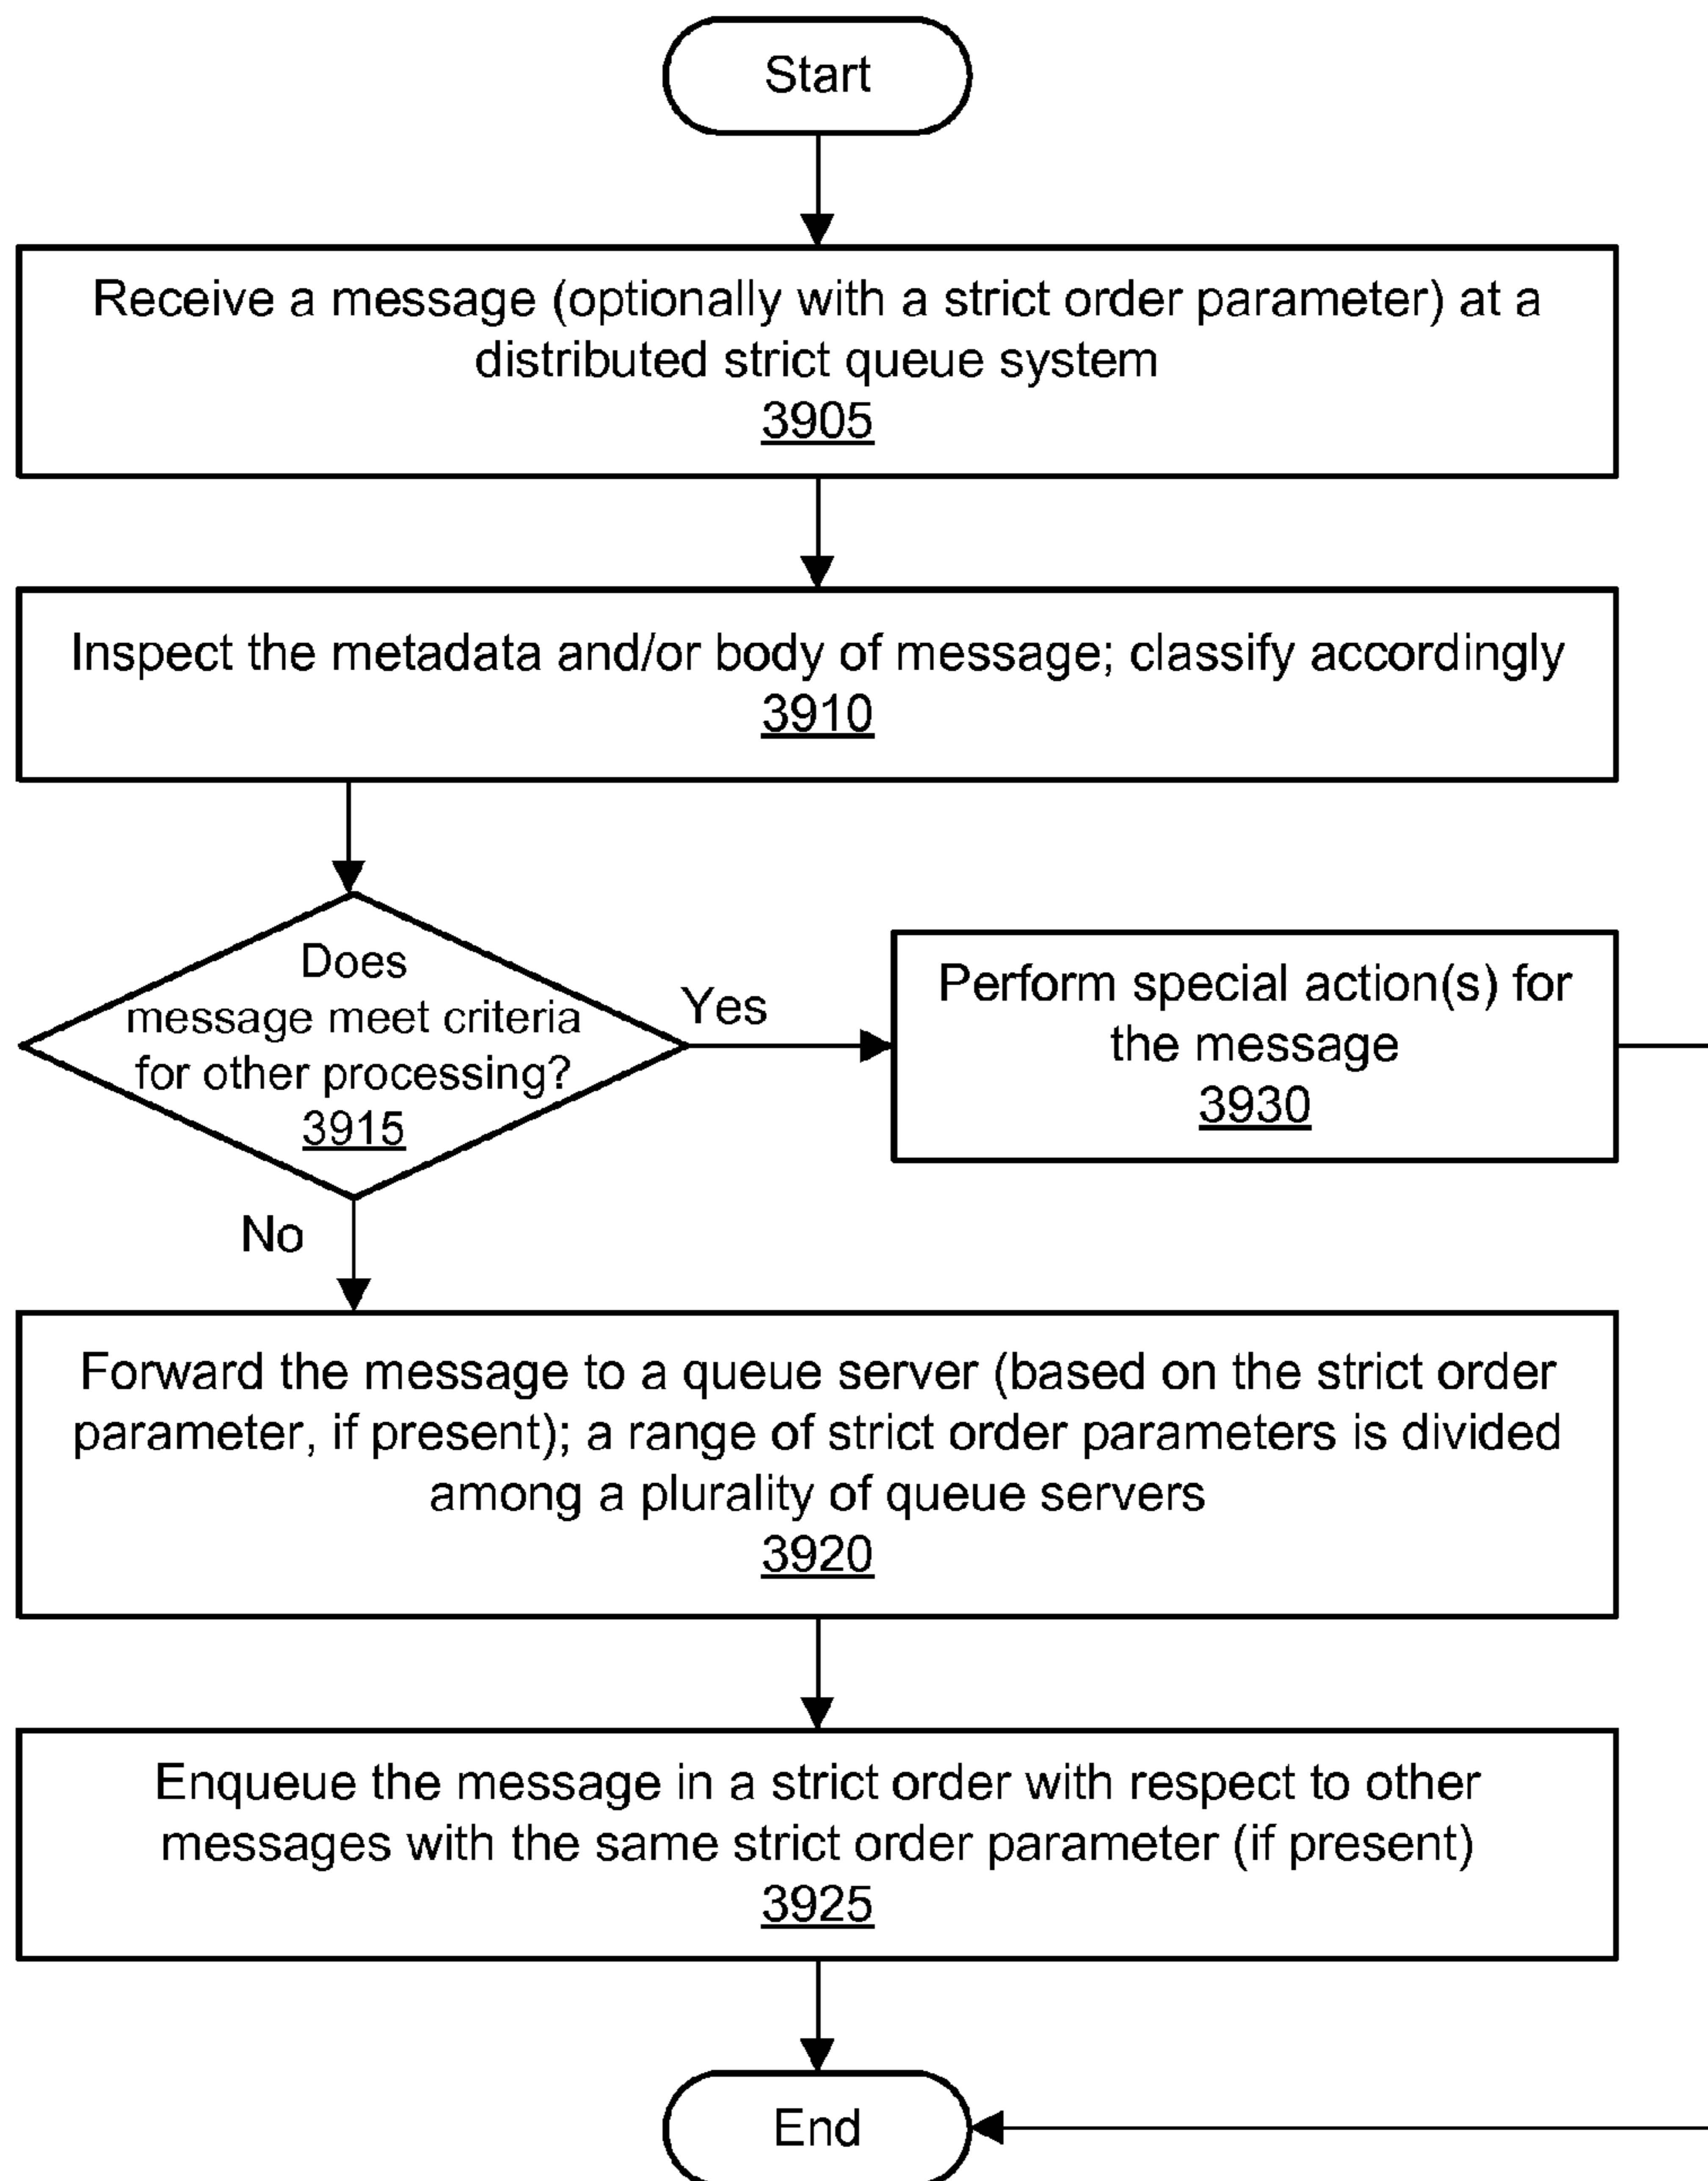 Start
Receive a message (optionally with a strict order parameter) at a
distributed strict queue system
3905
Inspect the metadata and/or body of message; classify accordingly
3910
Does
message meet criteria
for other processing?
3915
Yes
Perform special action(s) for
the message
3930
No
Forward the message to a queue server (based on the strict order
parameter, if present); a range of strict order parameters is divided
among a plurality of queue servers
3920
Enqueue the message in a strict order with respect to other
messages with the same strict order parameter (if present)
3925
End